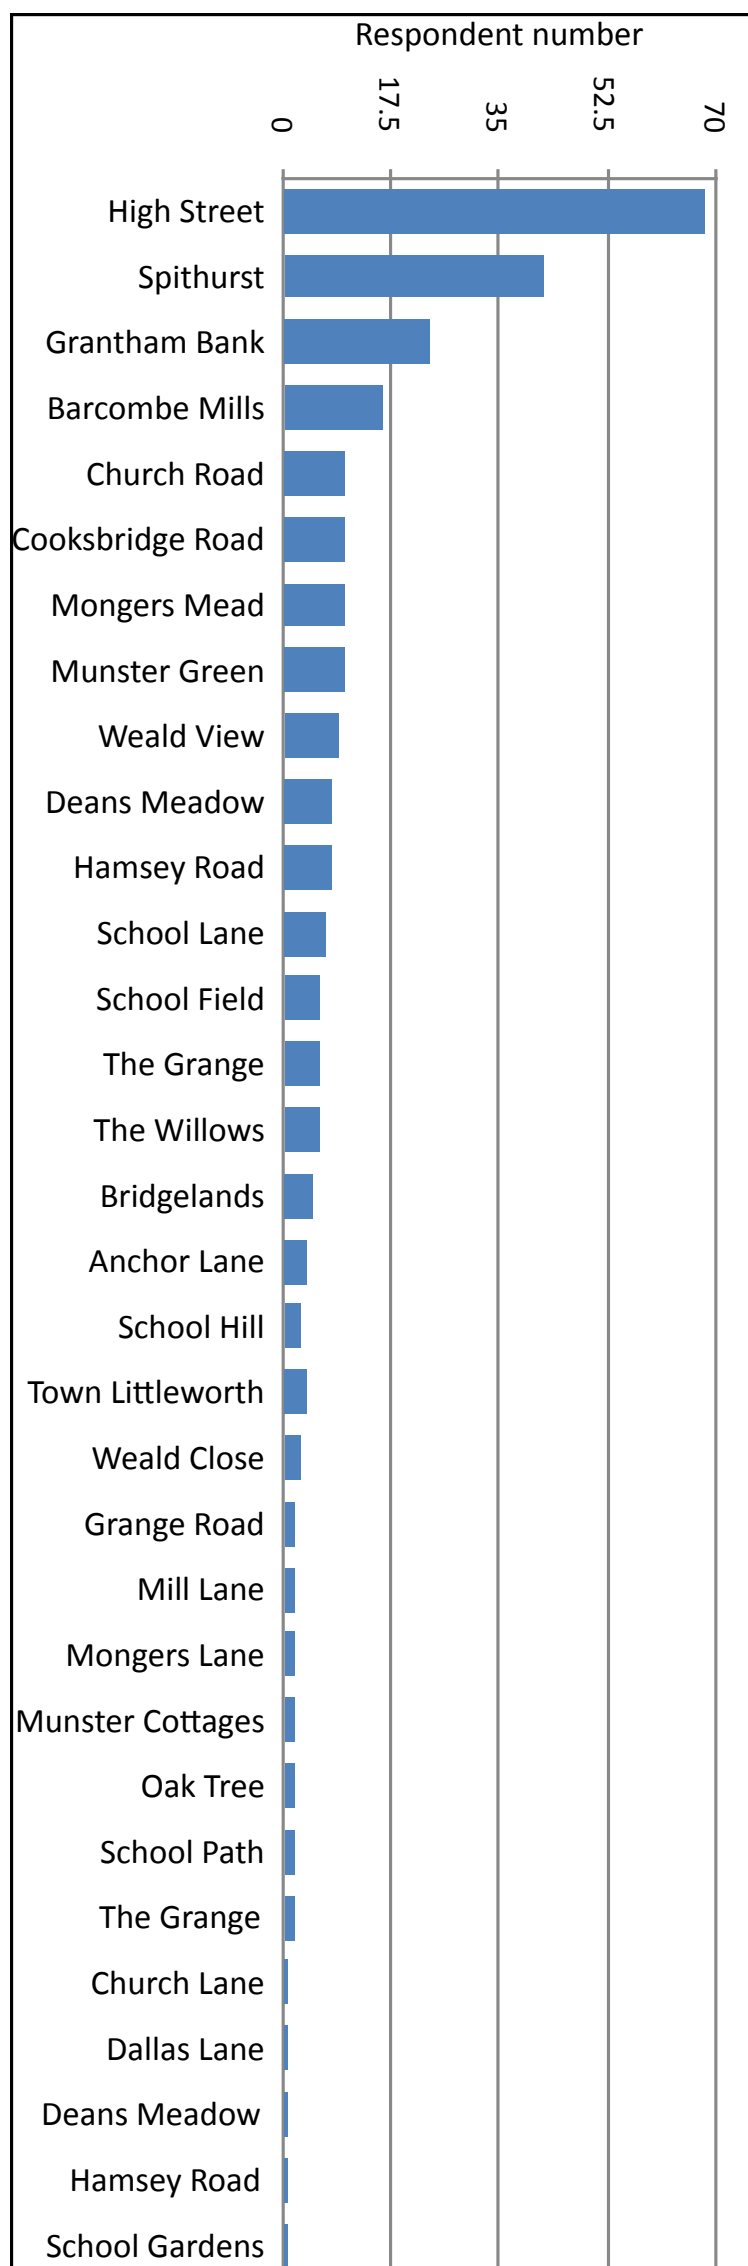 Respondent number
0
17.5
35
52.5
70
High Street
Spithurst
Grantham Bank
Barcombe Mills
Church Road
Cooksbridge Road
Mongers Mead
Munster Green
Weald View
Deans Meadow
Hamsey Road
School Lane
School Field
The Grange
The Willows
Bridgelands
Anchor Lane
School Hill
Town Littleworth
Weald Close
Grange Road
Mill Lane
Mongers Lane
Munster Cottages
Oak Tree
School Path
The Grange
Church Lane
Dallas Lane
Deans Meadow
Hamsey Road
School Gardens